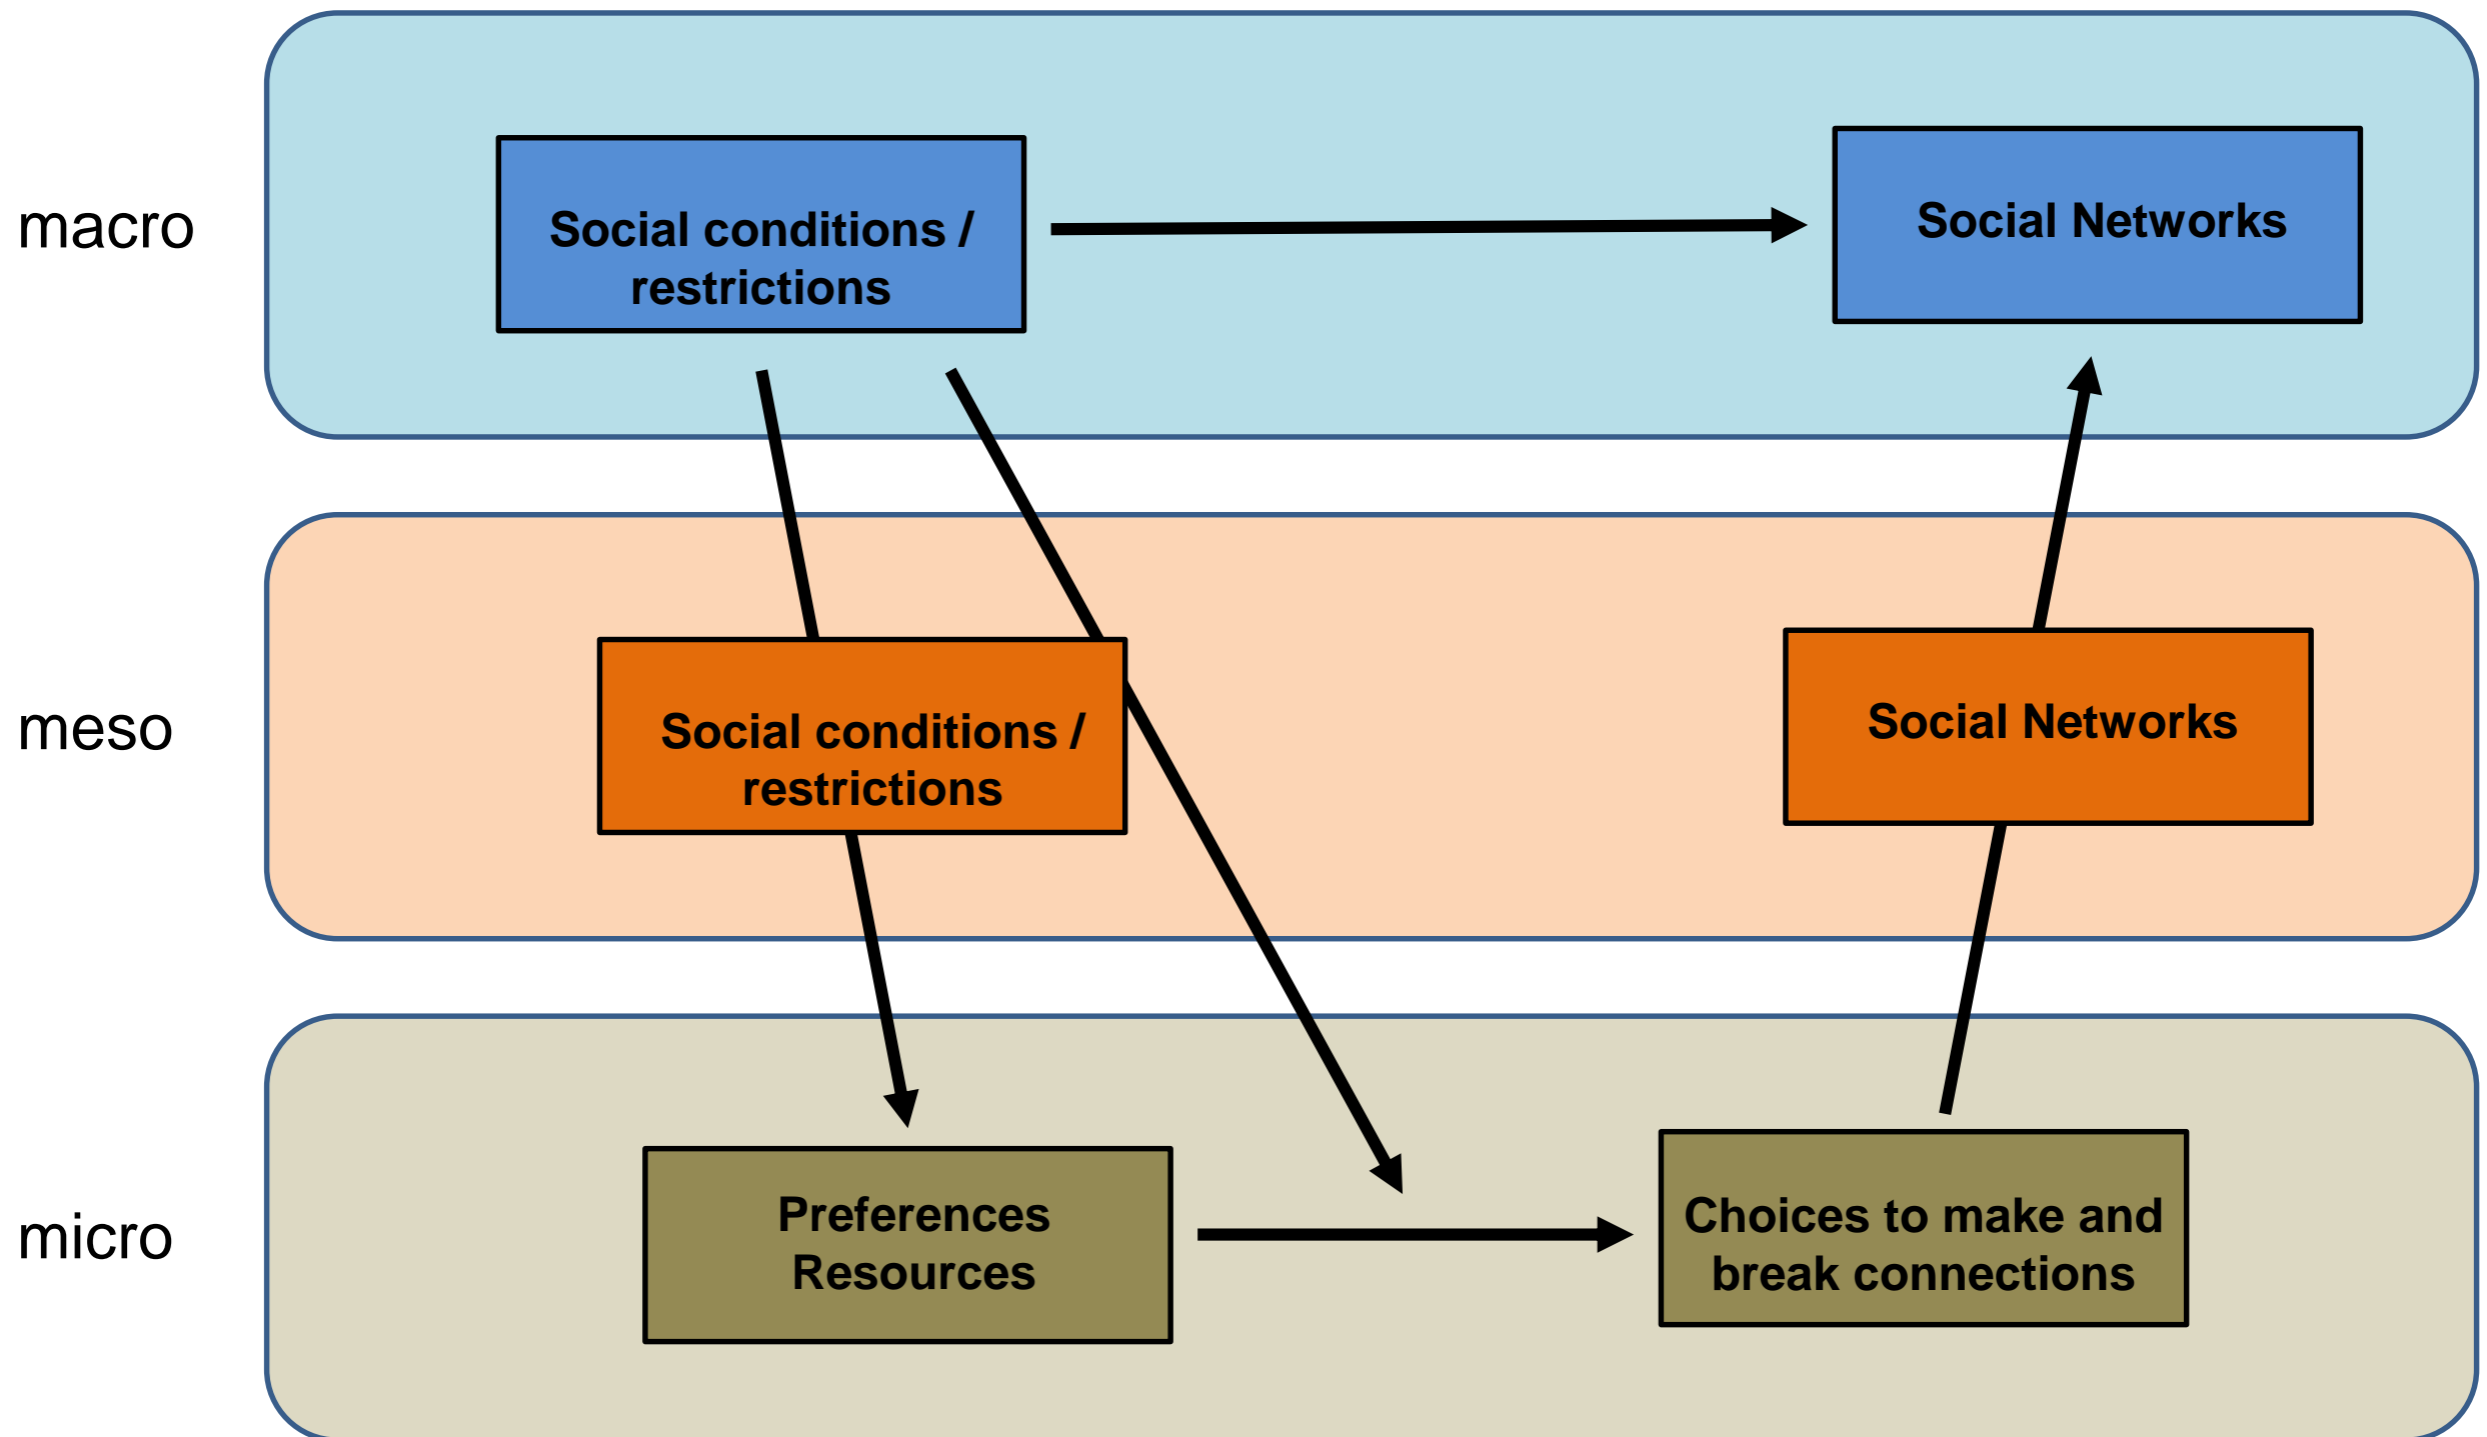 macro
Social conditions /
restrictions
Social Networks
meso
Social conditions /
restrictions
Social Networks
micro
Preferences
Resources
Choices to make and
break connections